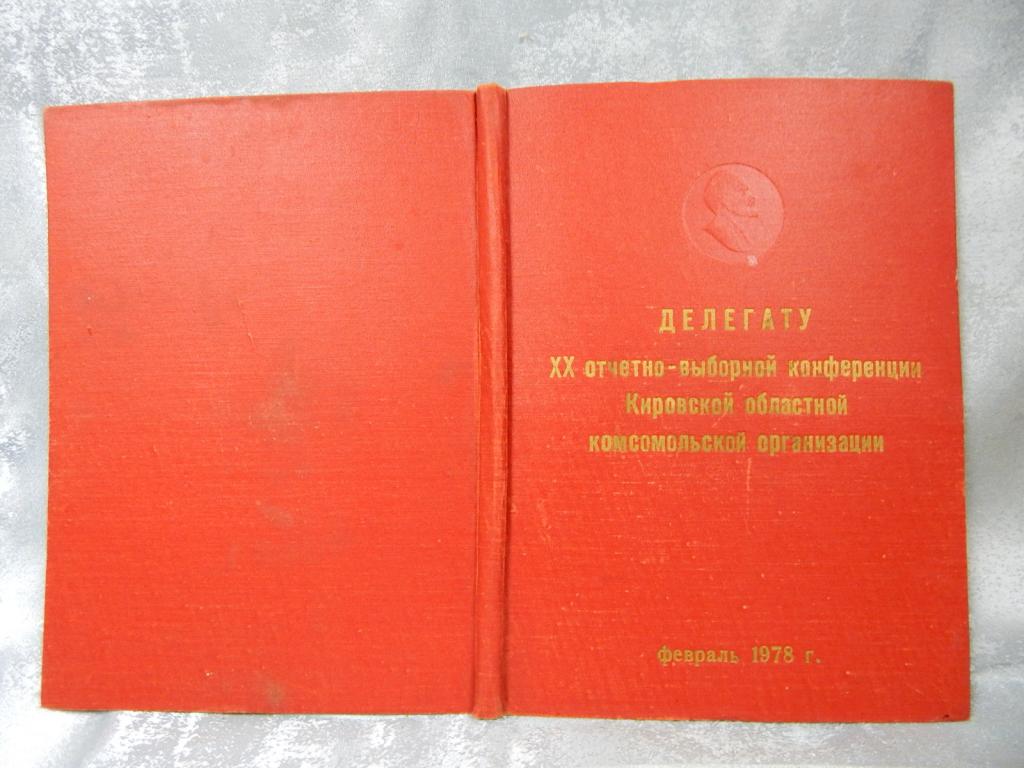 ДЕЛЕГАТУ
XX отчетно-выборной конференции
Кировской областной
комсомольской организации
февраль 1978 г.